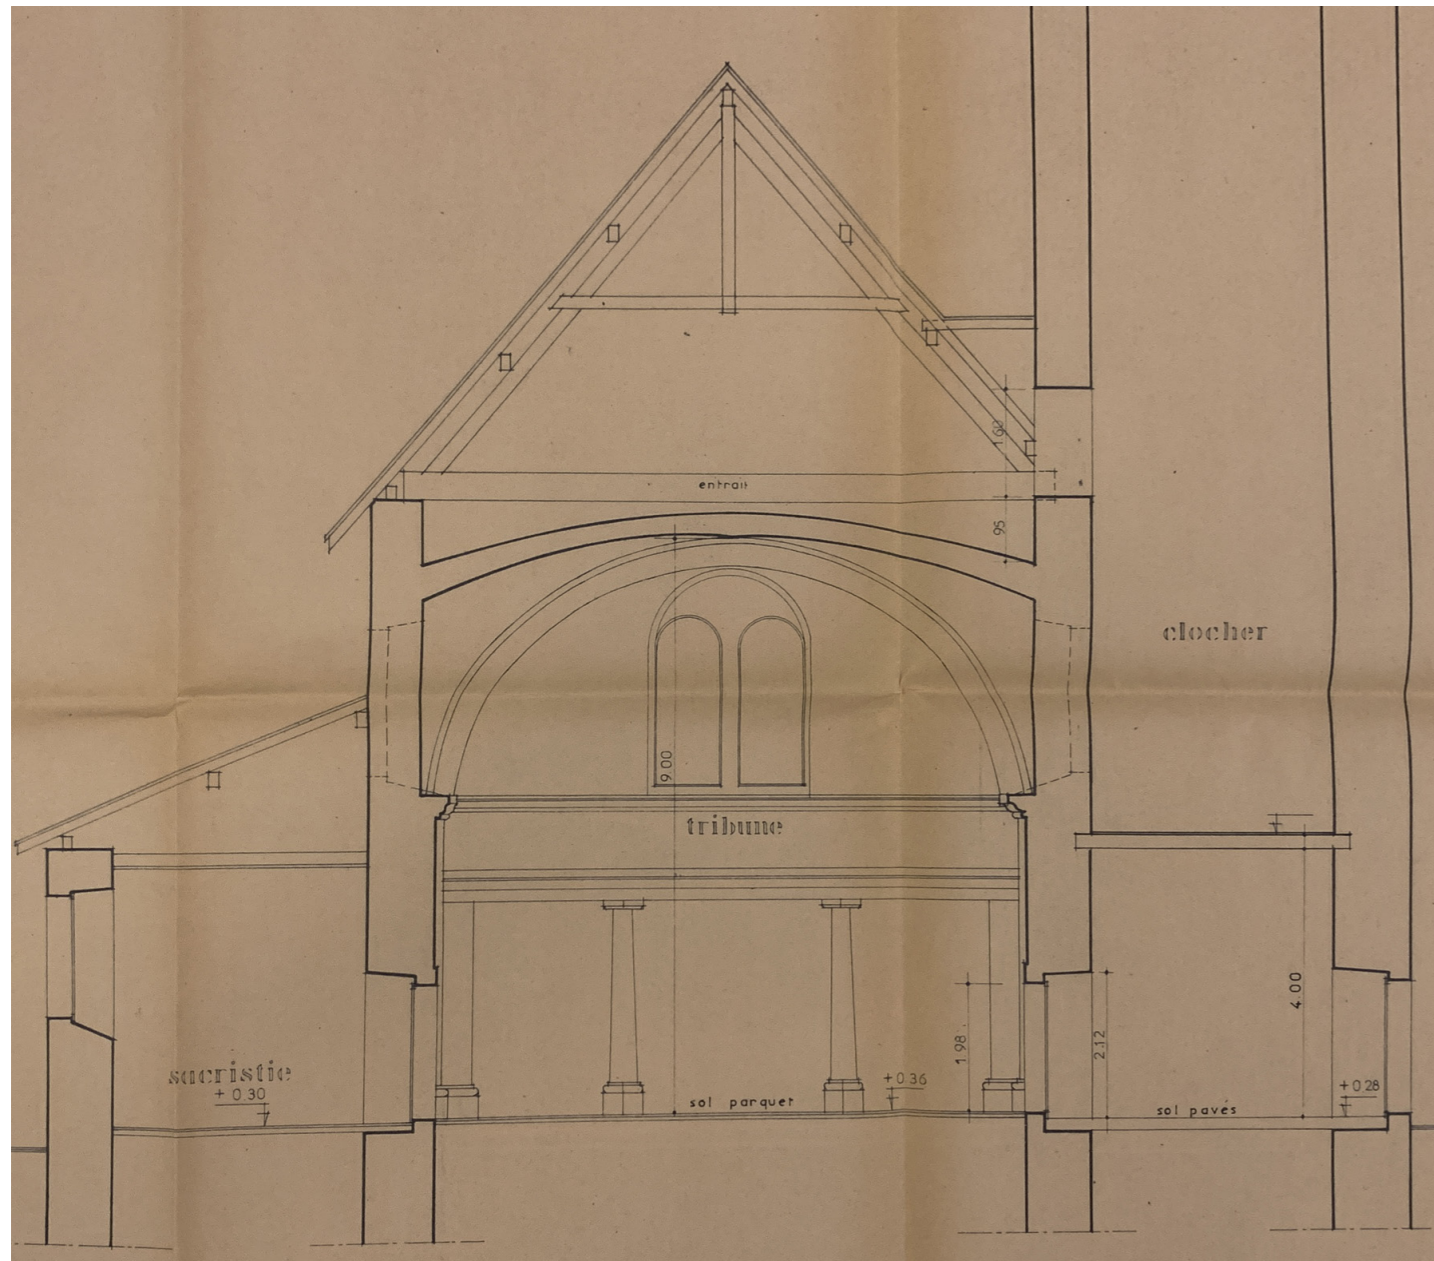 1 60
entrait
95
clocher
9.00
tribune
4.00
1.98
2.12
sacristie
+ 0 30
+ 0.36
+ 0 28
sol parquet
sol pavés